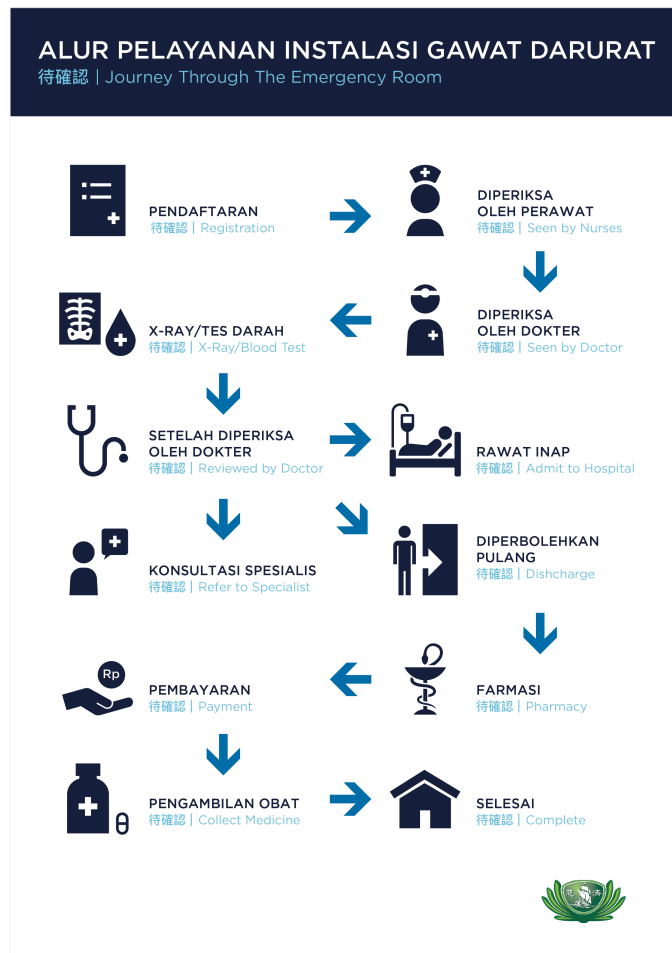 ALUR PELAYANAN INSTALASI GAWAT DARURAT
待確認 | Journey Through The Emergency Room
PENDAFTARAN
待確認 | Registration
DIPERIKSA
OLEH PERAWAT
待確認 | Seen by Nurses
X-RAY/TES DARAH
待確認 | X-Ray/Blood Test
DIPERIKSA
OLEH DOKTER
待確認 | Seen by Doctor
SETELAH DIPERIKSA
OLEH DOKTER
待確認 | Reviewed by Doctor
RAWAT INAP
待確認 | Admit to Hospital
KONSULTASI SPESIALIS
待確認 | Refer to Specialist
DIPERBOLEHKAN
PULANG
待確認 | Dishcharge
Rp
PEMBAYARAN
待確認 | Payment
FARMASI
待確認 | Pharmacy
PENGAMBILAN OBAT
待確認 | Collect Medicine
SELESAI
待確認 | Complete
慈濟